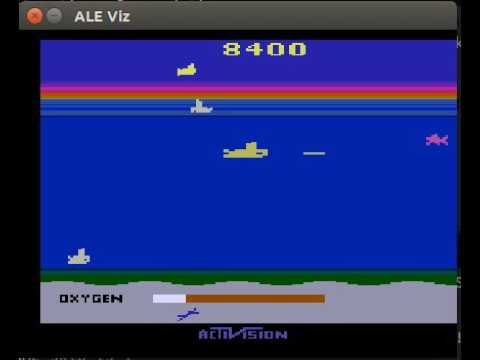 ALE Viz
8400
OXYGEN
ACTIVISION